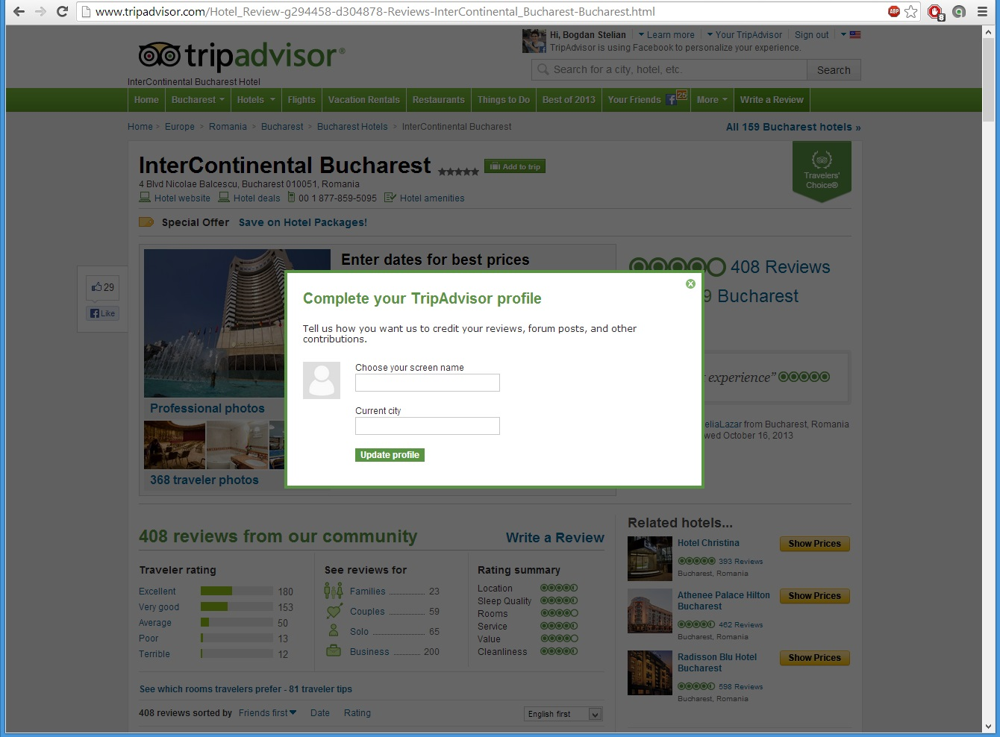 www.tripadvisor.com/Hotel_Review-g294458-d304878-Reviews-InterContinental_Bucharest-Bucharest.html
ABP
8
tripadvisor®
Hi, Bogdan Stelian Learn more Your TripAdvisor Sign out
TripAdvisor is using Facebook to personalize your experience.
Search for a city, hotel, etc. Search
InterContinental Bucharest Hotel
Home Bucharest Hotels Flights Vacation Rentals Restaurants Things to Do Best of 2013 Your Friends f 25 More Write a Review
Home > Europe > Romania > Bucharest > Bucharest Hotels > InterContinental Bucharest
All 159 Bucharest hotels »
InterContinental Bucharest Add to trip
4 Blvd Nicolae Balcescu, Bucharest 010051, Romania
Hotel website Hotel deals 00 1 877-859-5095 Hotel amenities
Travelers'
Choice®
Special Offer Save on Hotel Packages!
Enter dates for best prices
408 Reviews
9 Bucharest
29
f Like
Complete your TripAdvisor profile
Tell us how you want us to credit your reviews, forum posts, and other
contributions.
Choose your screen name
Current city
Update profile
experience”
eliaLazar from Bucharest, Romania
wed October 16, 2013
Professional photos
368 traveler photos
408 reviews from our community Write a Review
Traveler rating
Excellent 180
Very good 153
Average 50
Poor 13
Terrible 12
See reviews for
Families 23
Couples 59
Solo 65
Business 200
Rating summary
Location
Sleep Quality
Rooms
Service
Value
Cleanliness
See which rooms travelers prefer - 81 traveler tips
408 reviews sorted by Friends first Date Rating English first
Related hotels...
Hotel Christina Show Prices
393 Reviews
Bucharest, Romania
Athenee Palace Hilton Show Prices
Bucharest
462 Reviews
Bucharest, Romania
Radisson Blu Hotel Show Prices
Bucharest
598 Reviews
Bucharest, Romania